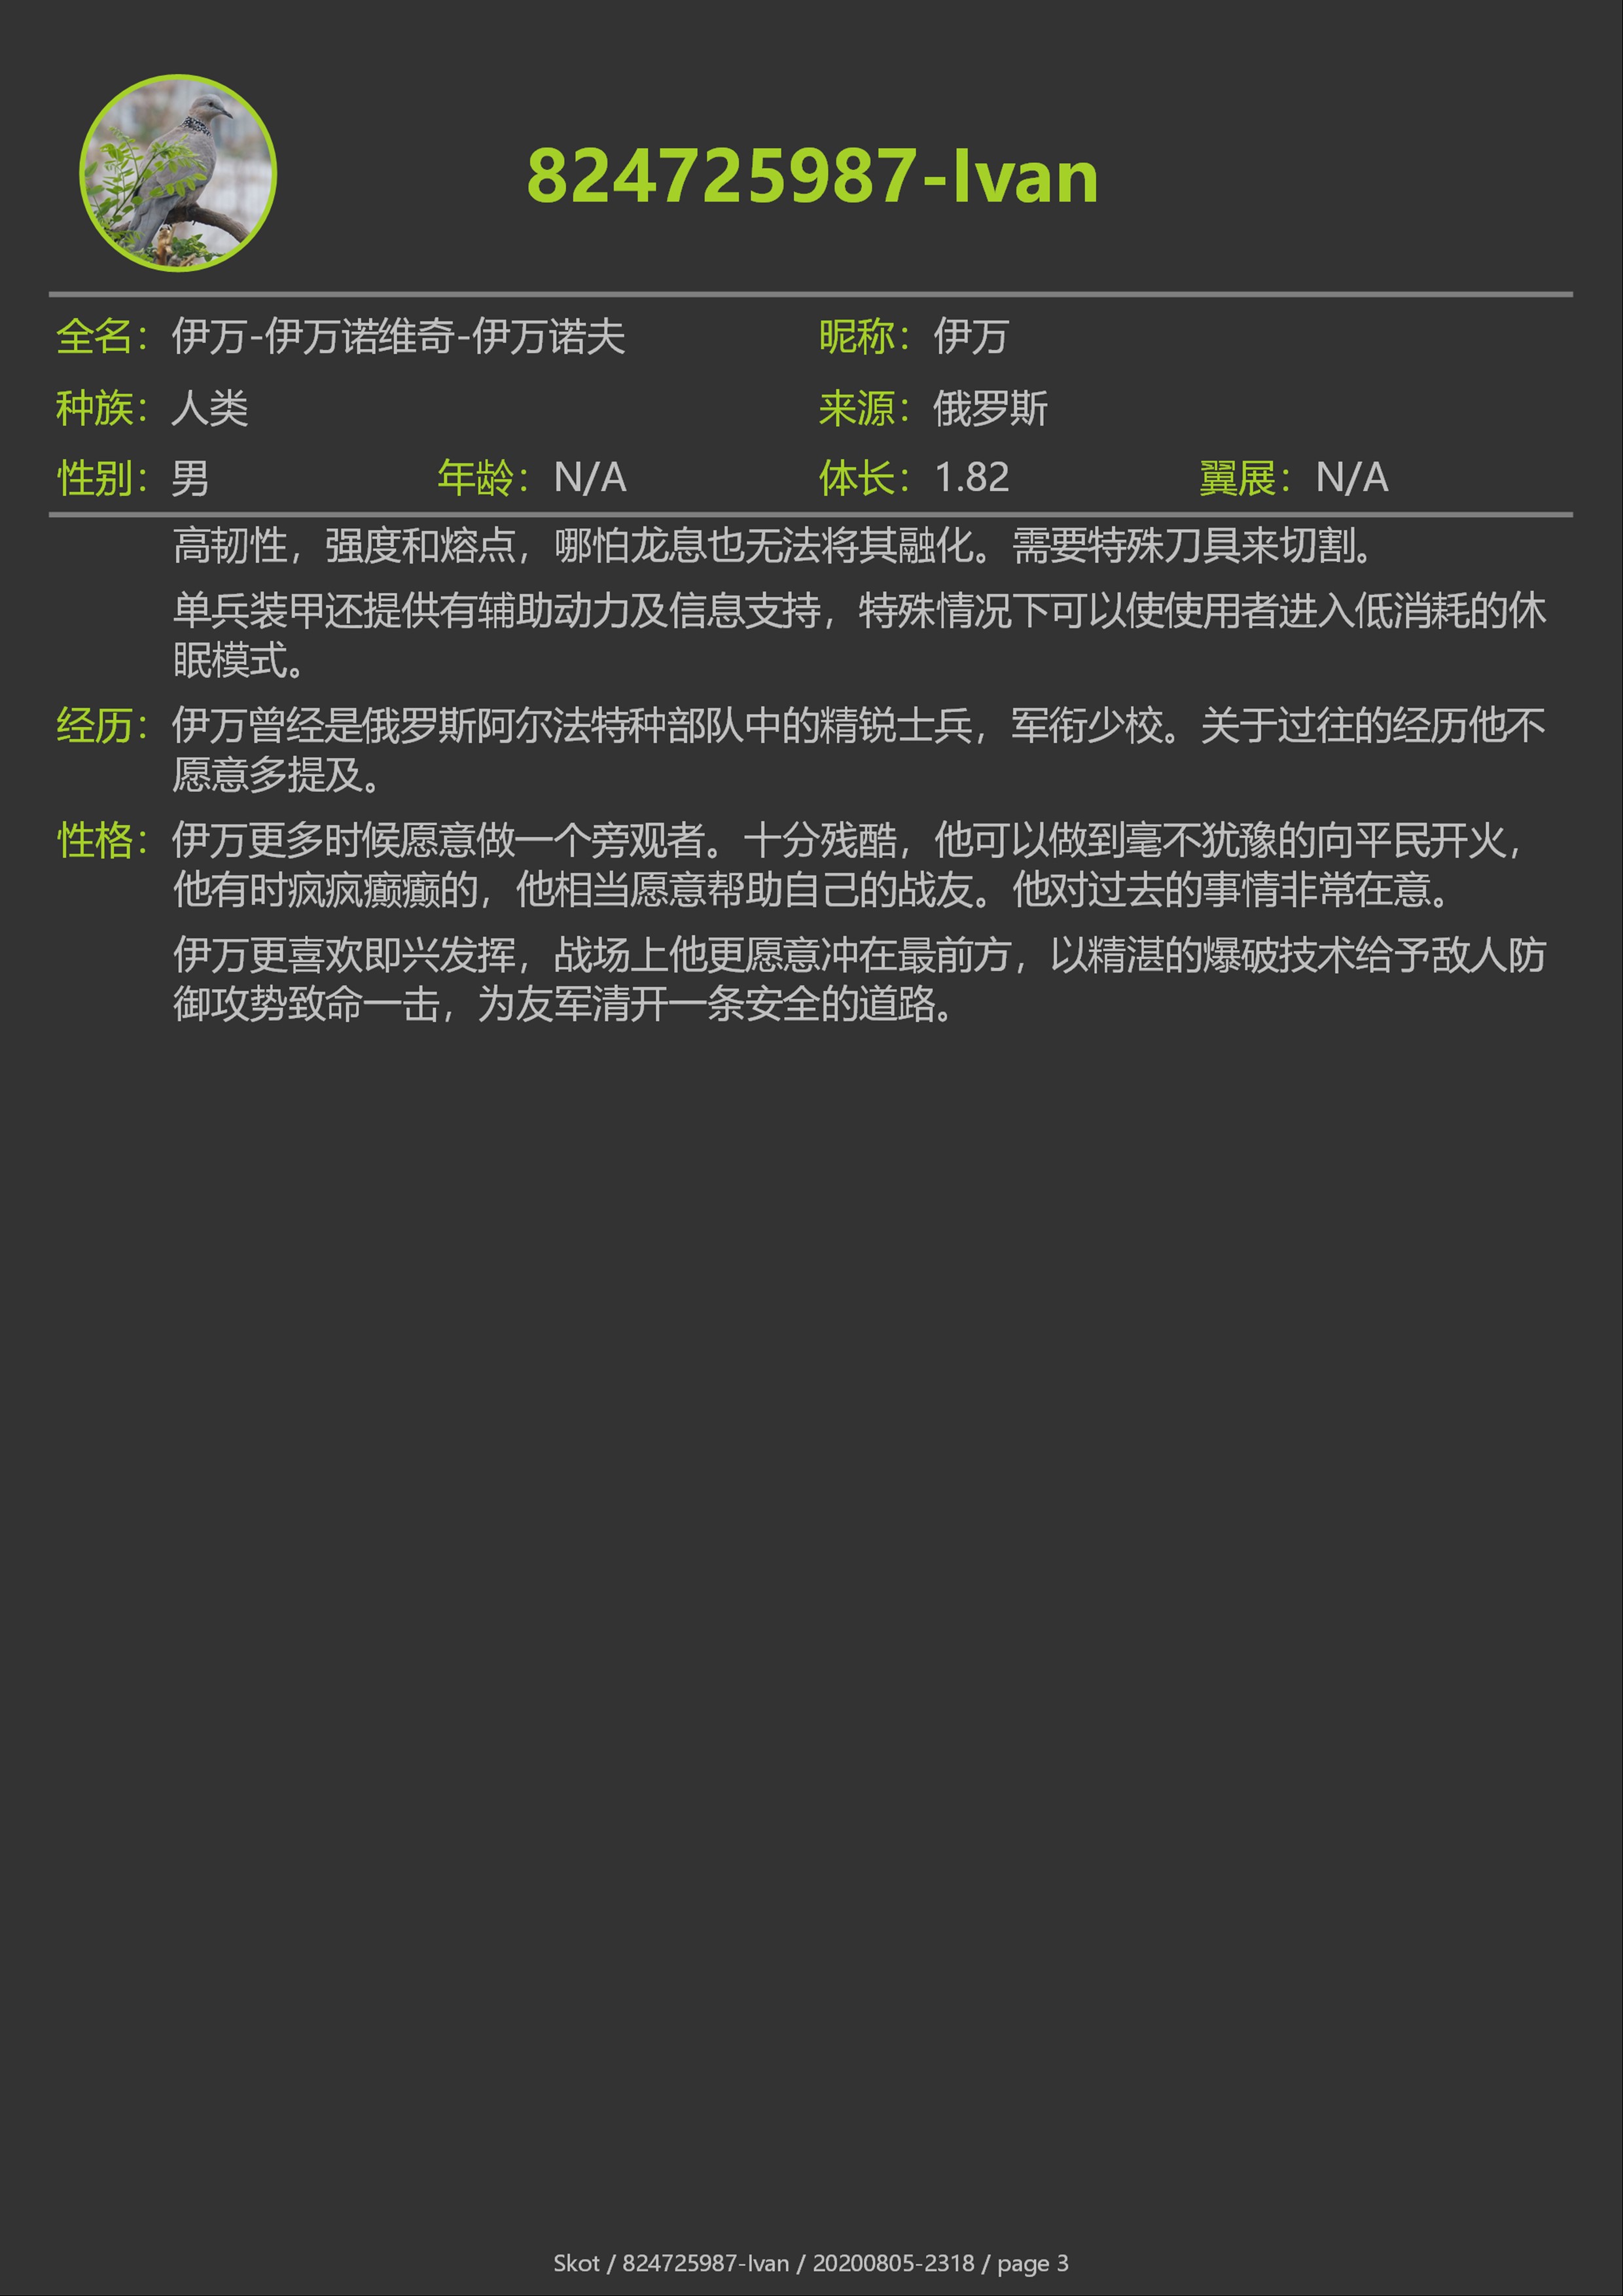 824725987-Ivan
全名：伊万-伊万诺维奇-伊万诺夫 昵称：伊万
种族：人类 来源：俄罗斯
性别：男 年龄：N/A 体长：1.82 翼展：N/A
高韧性，强度和熔点，哪怕龙息也无法将其融化。需要特殊刀具来切割。
单兵装甲还提供有辅助动力及信息支持，特殊情况下可以使使用者进入低消耗的休
眠模式。
经历：伊万曾经是俄罗斯阿尔法特种部队中的精锐士兵，军衔少校。关于过往的经历他不
愿意多提及。
性格：伊万更多时候愿意做一个旁观者。十分残酷，他可以做到毫不犹豫的向平民开火，
他有时疯疯癫癫的，他相当愿意帮助自己的战友。他对过去的事情非常在意。
伊万更喜欢即兴发挥，战场上他更愿意冲在最前方，以精湛的爆破技术给予敌人防
御攻势致命一击，为友军清开一条安全的道路。
Skot / 824725987-Ivan / 20200805-2318 / page 3